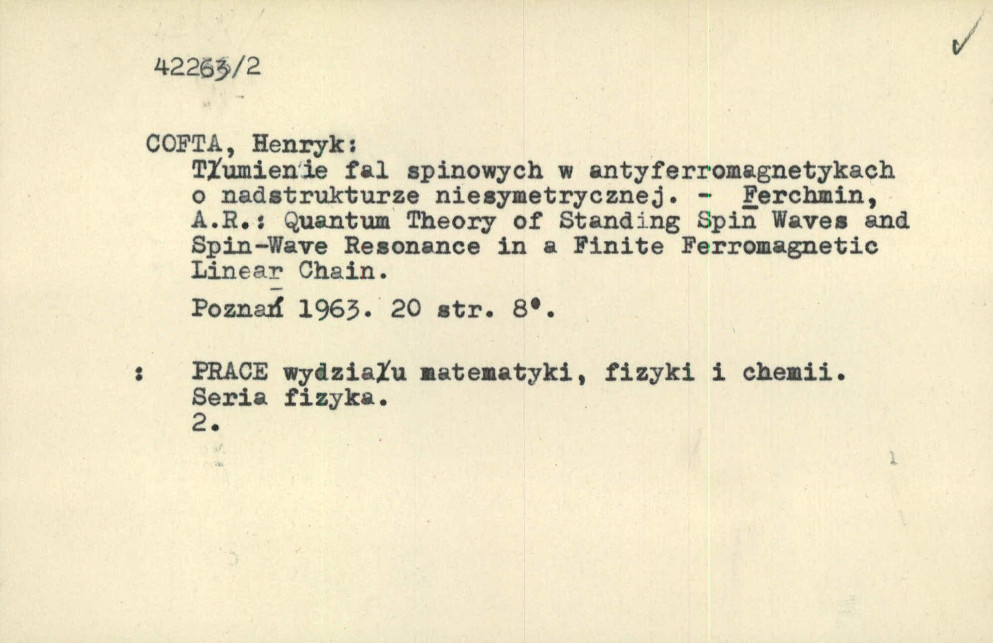 42263/2
COFTA, Henryk:
Tłumienie fal spinowych w antyferromagnetykach
o nadstrukturze niesymetrycznej. - Ferchmin,
A.R.: Quantum Theory of Standing Spin Waves and
Spin-Wave Resonance in a Finite Ferromagnetic
Linear Chain.
Poznań 1963. 20 str. 8°.
: PRACE wydziału matematyki, fizyki i chemii.
Seria fizyka.
2.